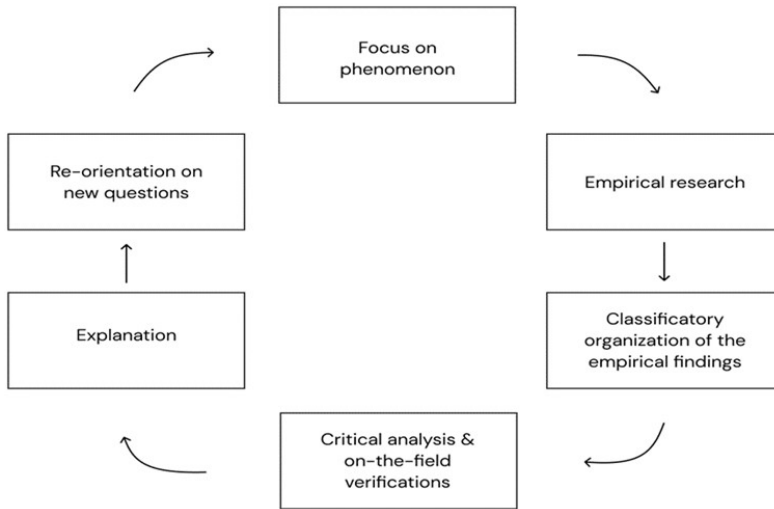 Focus on
phenomenon
Re-orientation on
new questions
Empirical research
Explanation
Classificatory
organization of the
empirical findings
Critical analysis &
on-the-field
verifications